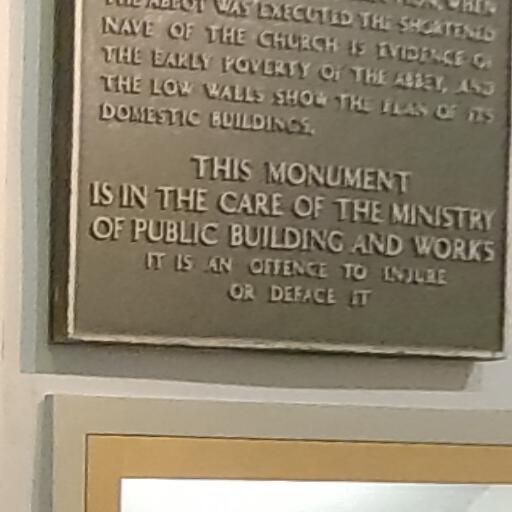 THE ABBOT WAS EXECUTED THE SHORTENED
NAVE OF THE CHURCH IS EVIDENCE OF
THE EARLY POVERTY OF THE ABBEY, AND
THE LOW WALLS SHOW THE PLAN OF ITS
DOMESTIC BUILDINGS.
THIS MONUMENT
IS IN THE CARE OF THE MINISTRY
OF PUBLIC BUILDING AND WORKS
IT IS AN OFFENCE TO INJURE
OR DEFACE IT